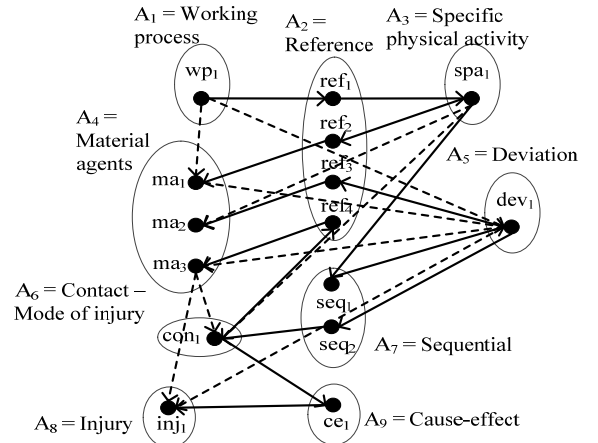 A1 = Working
process
A2 =
Reference
A3 = Specific
physical activity
wp1
ref1
spa1
A4 =
Material
agents
ref2
A5 = Deviation
ma1
ref3
dev1
ma2
ref4
ma3
A6 = Contact –
Mode of injury
seq1
con1
seq2
A7 = Sequential
A8 = Injury
inj1
ce1
A9 = Cause-effect